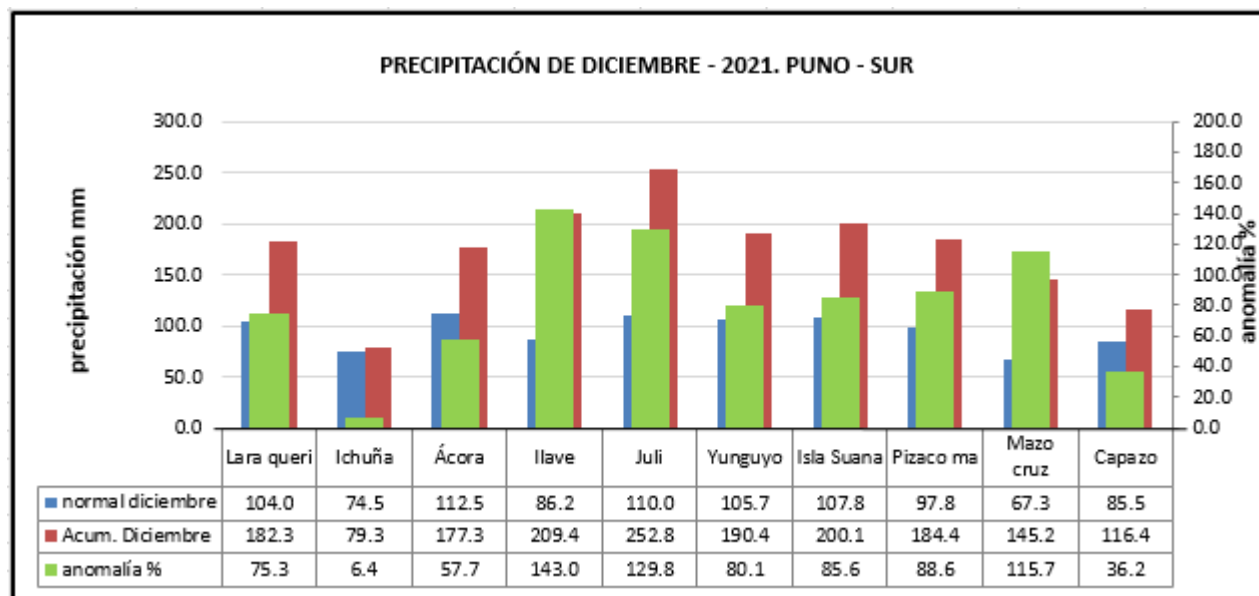 PRECIPITACIÓN DE DICIEMBRE - 2021. PUNO - SUR
precipitación mm
300.0
250.0
200.0
150.0
100.0
50.0
0.0
200.0
180.0
160.0
140.0
120.0
100.0
80.0
60.0
40.0
20.0
0.0
anomalía %
Lara queri Ichuña Ácora Ilave Juli Yunguyo Isla Suana Pizaco ma Mazo cruz Capazo
normal diciembre 104.0 74.5 112.5 86.2 110.0 105.7 107.8 97.8 67.3 85.5
Acum. Diciembre 182.3 79.3 177.3 209.4 252.8 190.4 200.1 184.4 145.2 116.4
anomalía % 75.3 6.4 57.7 143.0 129.8 80.1 85.6 88.6 115.7 36.2